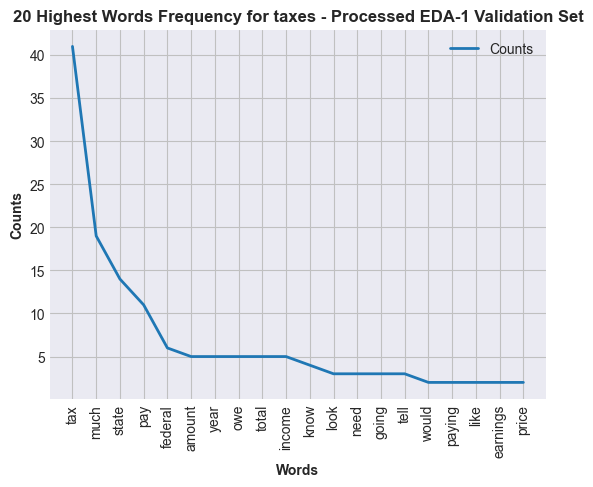 20 Highest Words Frequency for taxes - Processed EDA-1 Validation Set
Counts
40
35
30
25
20
15
10
5
Counts
tax
much
state
pay
federal
amount
year
owe
total
income
know
look
need
going
tell
would
paying
like
earnings
price
Words